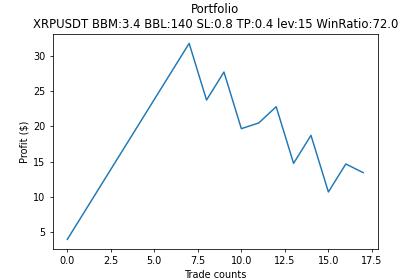 Portfolio
XRPUSDT BBM:3.4 BBL:140 SL:0.8 TP:0.4 lev:15 WinRatio:72.0
30
25
20
15
10
5
Profit ($)
0.0 2.5 5.0 7.5 10.0 12.5 15.0 17.5
Trade counts